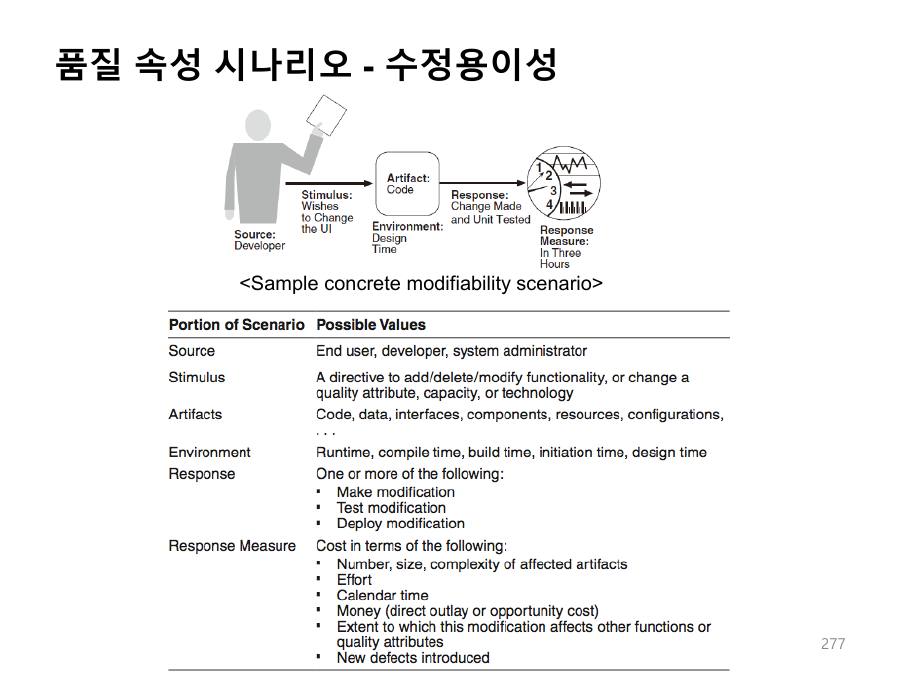 품질 속성 시나리오 - 수정용이성
Source:
Developer
Stimulus:
Wishes
to Change
the UI
Artifact:
Code
Environment:
Design
Time
Response:
Change Made
and Unit Tested
1
2
3
4
Response
Measure:
In Three
Hours
<Sample concrete modifiability scenario>
Portion of Scenario Possible Values
Source End user, developer, system administrator
Stimulus A directive to add/delete/modify functionality, or change a
quality attribute, capacity, or technology
Artifacts Code, data, interfaces, components, resources, configurations,
. . .
Environment Runtime, compile time, build time, initiation time, design time
Response One or more of the following:
▪ Make modification
▪ Test modification
▪ Deploy modification
Response Measure Cost in terms of the following:
▪ Number, size, complexity of affected artifacts
▪ Effort
▪ Calendar time
▪ Money (direct outlay or opportunity cost)
▪ Extent to which this modification affects other functions or
quality attributes
▪ New defects introduced
277